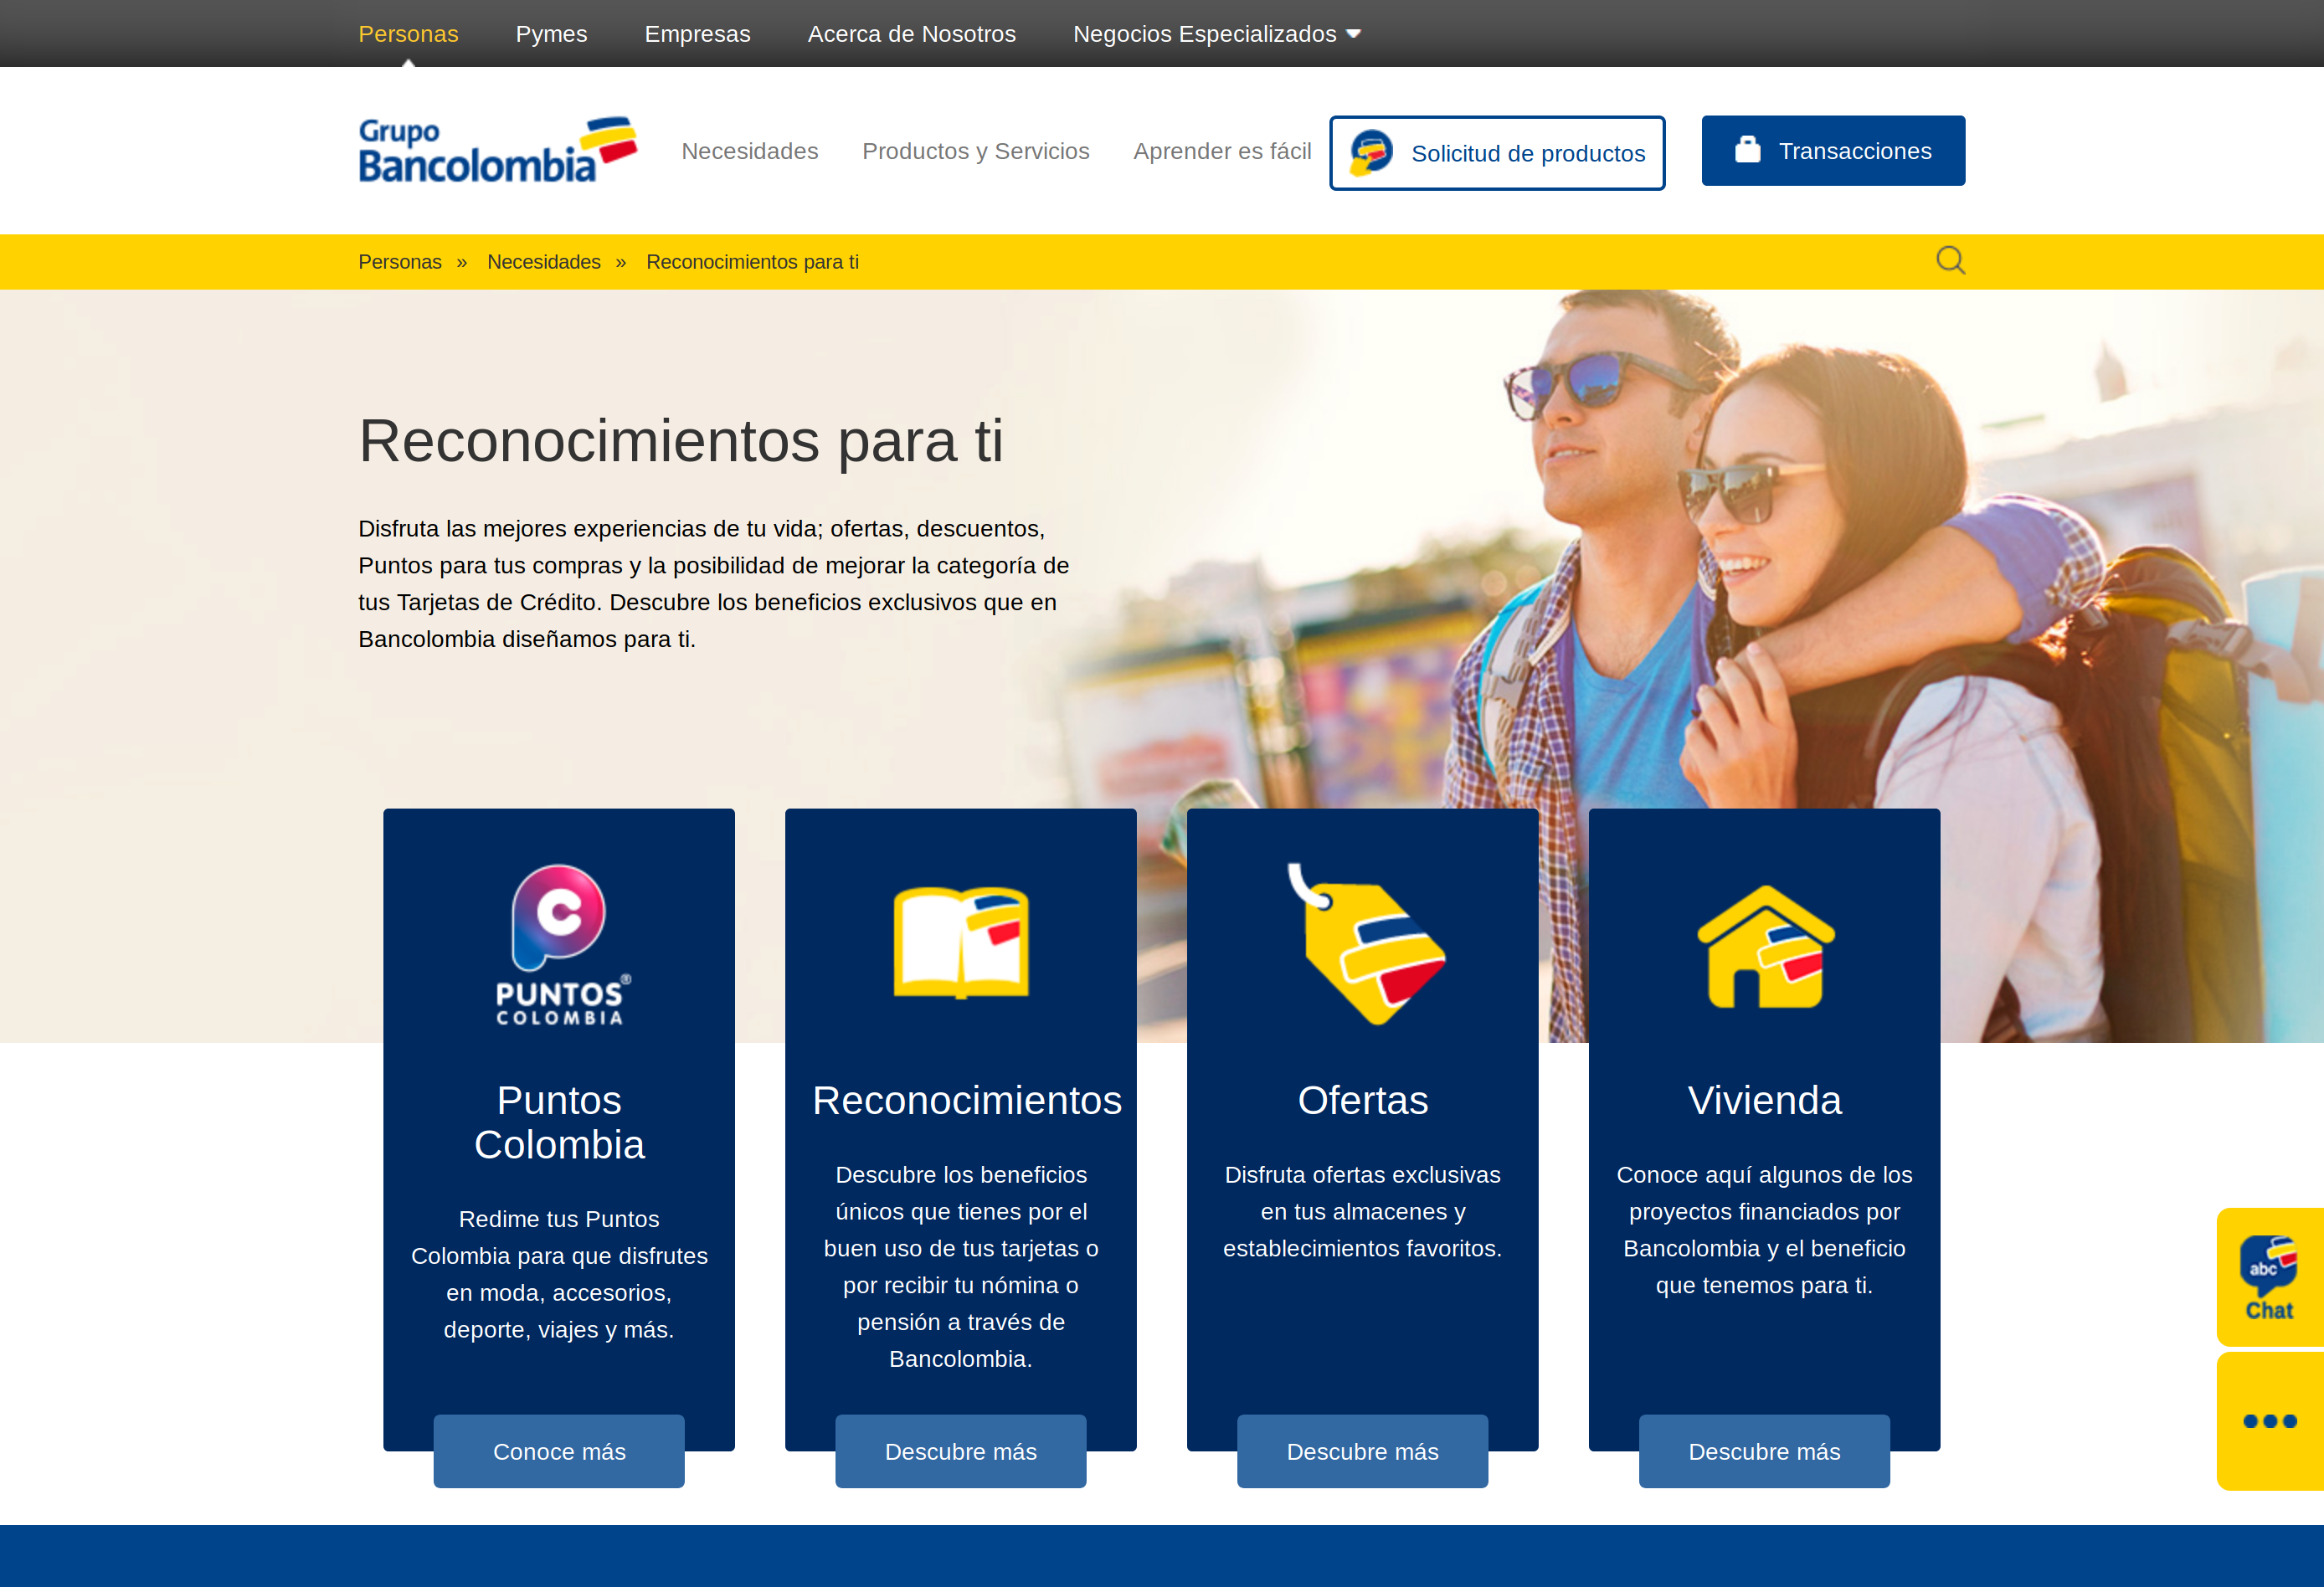 Personas Pymes Empresas Acerca de Nosotros Negocios Especializados
Grupo
Bancolombia
Necesidades Productos y Servicios Aprender es fácil Solicitud de productos Transacciones
Personas » Necesidades » Reconocimientos para ti
Reconocimientos para ti
Disfruta las mejores experiencias de tu vida; ofertas, descuentos,
Puntos para tus compras y la posibilidad de mejorar la categoría de
tus Tarjetas de Crédito. Descubre los beneficios exclusivos que en
Bancolombia diseñamos para ti.
PUNTOS®
COLOMBIA
Puntos
Colombia
Redime tus Puntos
Colombia para que disfrutes
en moda, accesorios,
deporte, viajes y más.
Conoce más
Reconocimientos
Descubre los beneficios
únicos que tienes por el
buen uso de tus tarjetas o
por recibir tu nómina o
pensión a través de
Bancolombia.
Descubre más
Ofertas
Disfruta ofertas exclusivas
en tus almacenes y
establecimientos favoritos.
Descubre más
Vivienda
Conoce aquí algunos de los
proyectos financiados por
Bancolombia y el beneficio
que tenemos para ti.
Descubre más
abc
Chat